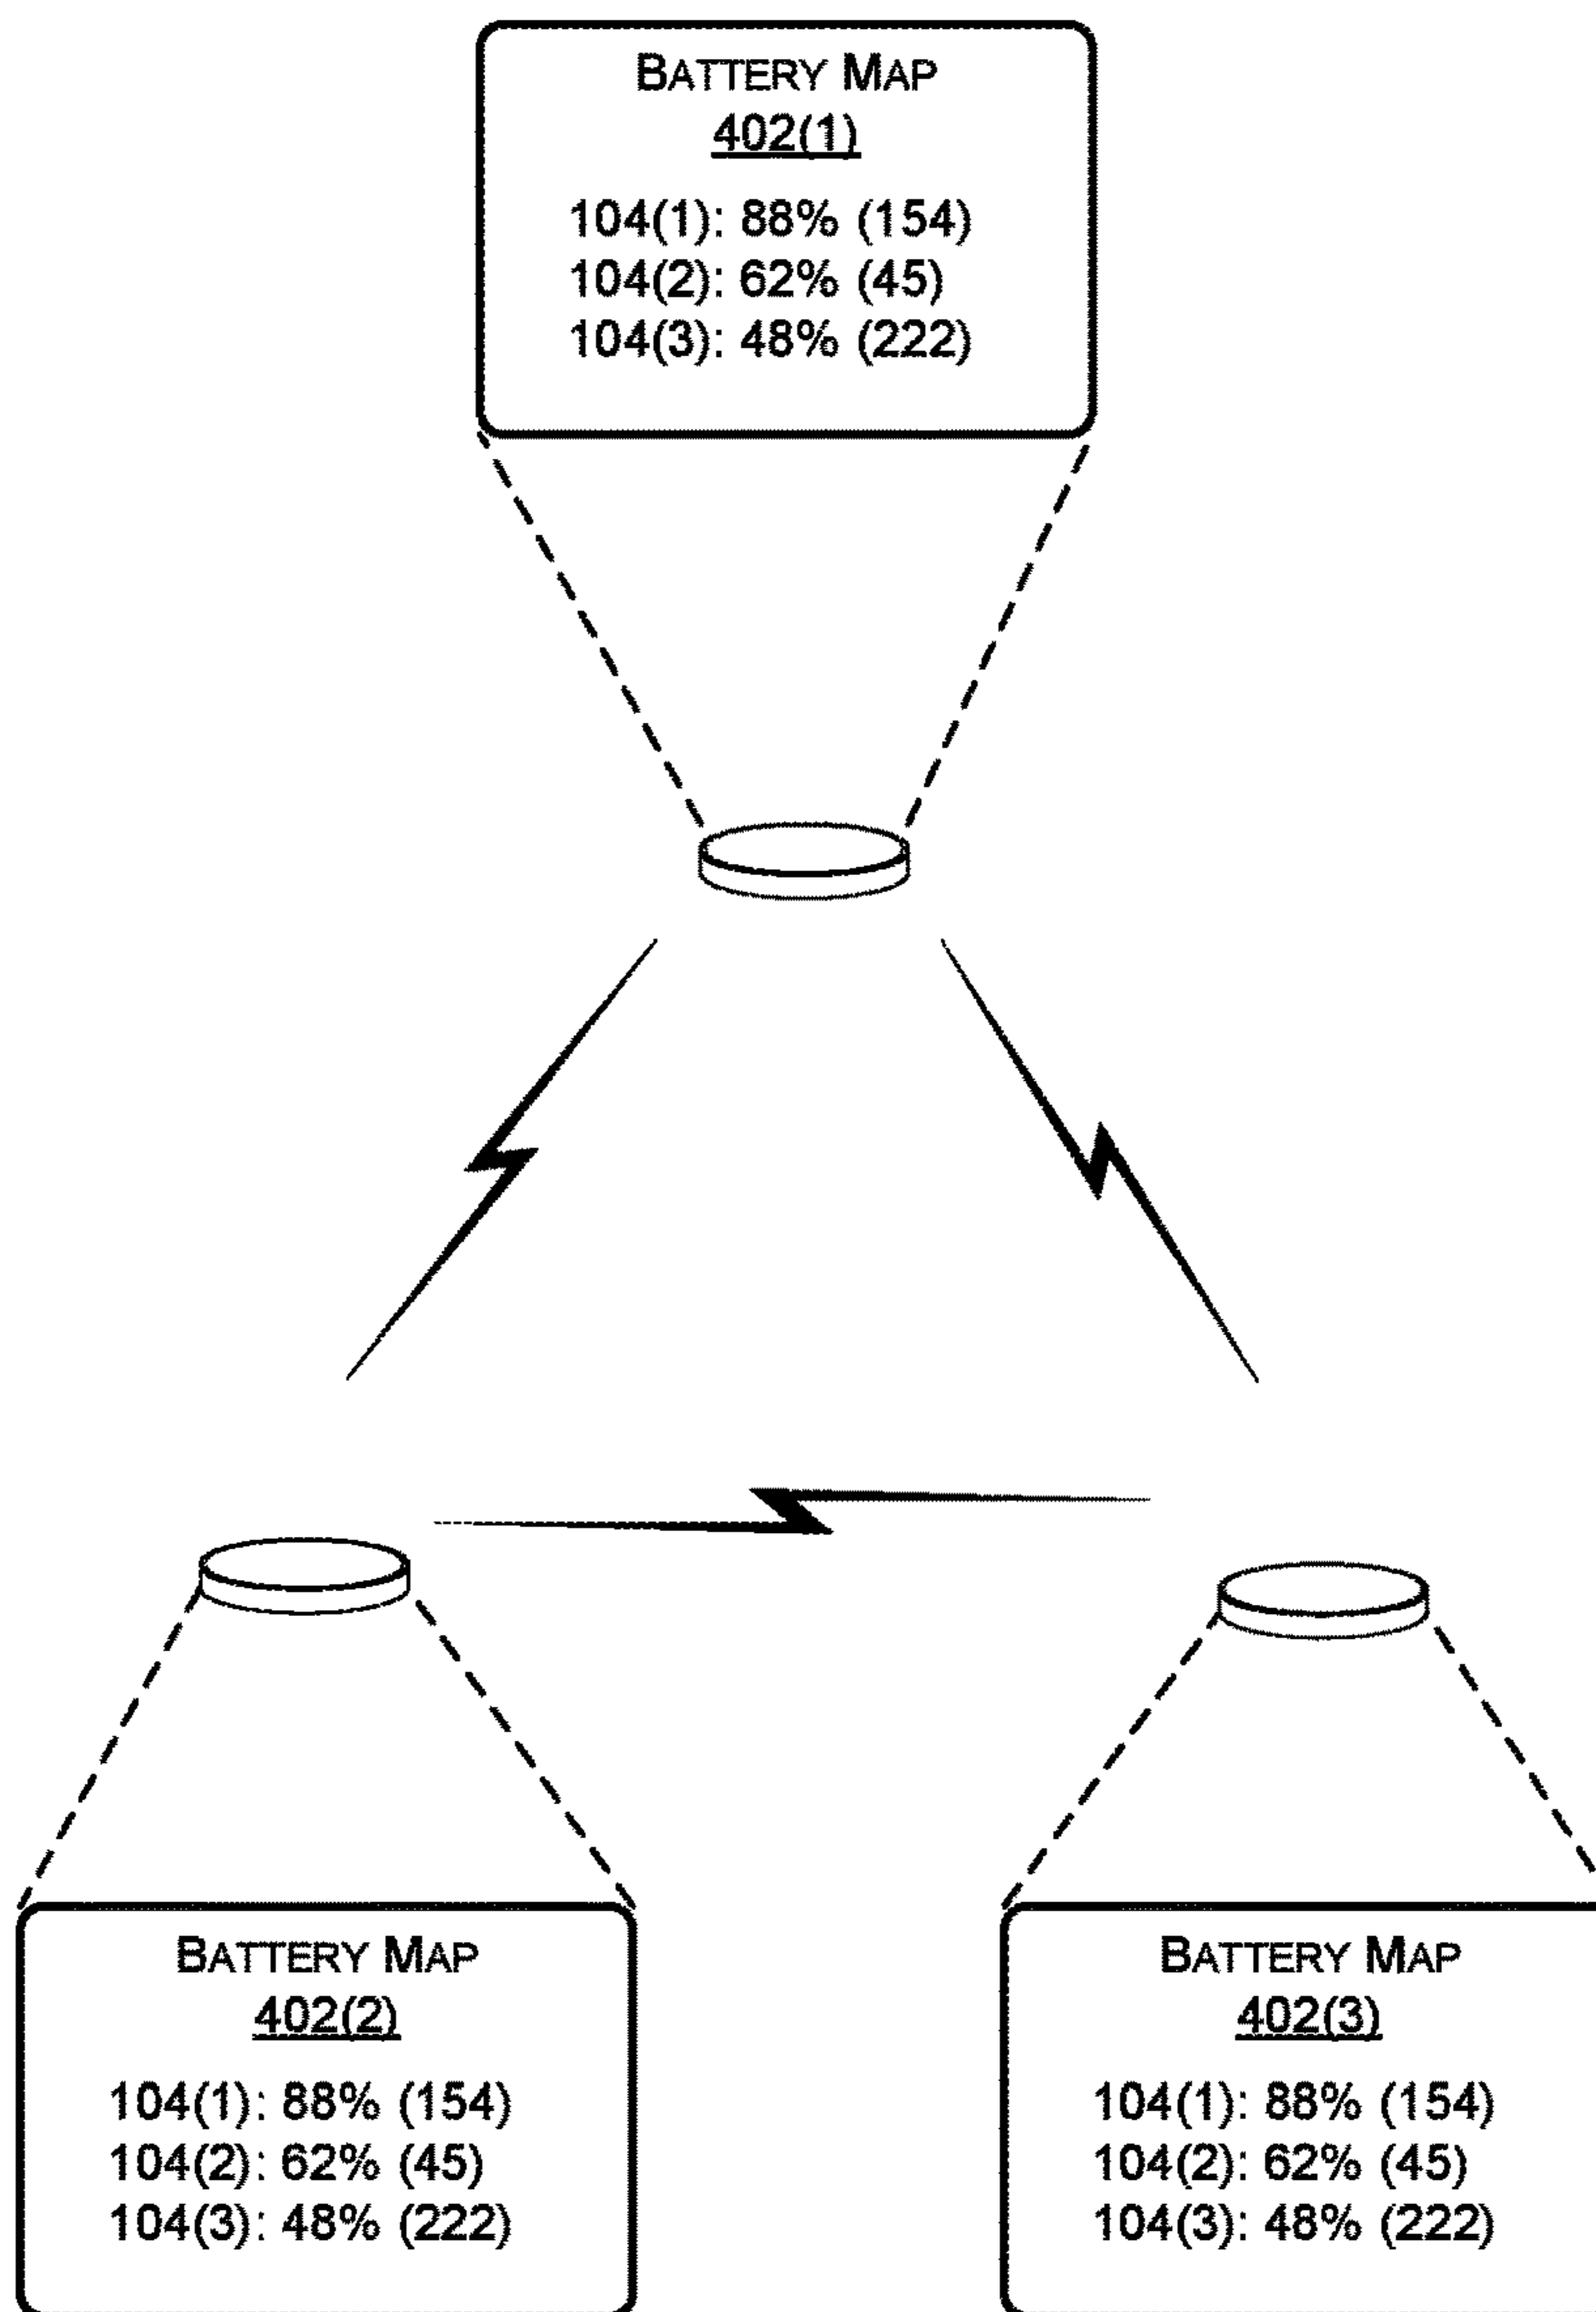 BATTERY MAP
402(1)
104(1): 88% (154)
104(2): 62% (45)
104(3): 48% (222)
BATTERY MAP
402(2)
104(1): 88% (154)
104(2): 62% (45)
104(3): 48% (222)
BATTERY MAP
402(3)
104(1): 88% (154)
104(2): 62% (45)
104(3): 48% (222)